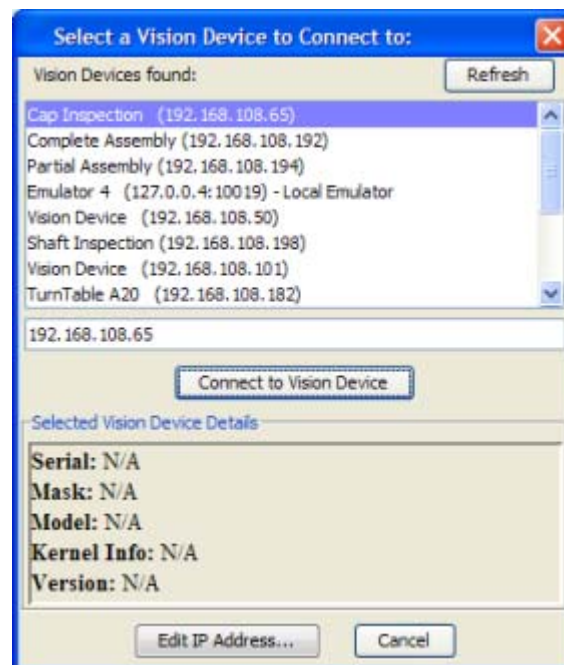 Select a Vision Device to Connect to:
Vision Devices found:
Refresh
Cap Inspection (192.168.108.65)
Complete Assembly (192.168.108.192)
Partial Assembly (192.168.108.194)
Emulator 4 (127.0.0.4:10019) - Local Emulator
Vision Device (192.168.108.50)
Shaft Inspection (192.168.108.198)
Vision Device (192.168.108.101)
TurnTable A20 (192.168.108.182)
192.168.108.65
Connect to Vision Device
Selected Vision Device Details
Serial: N/A
Mask: N/A
Model: N/A
Kernel Info: N/A
Version: N/A
Edit IP Address...
Cancel